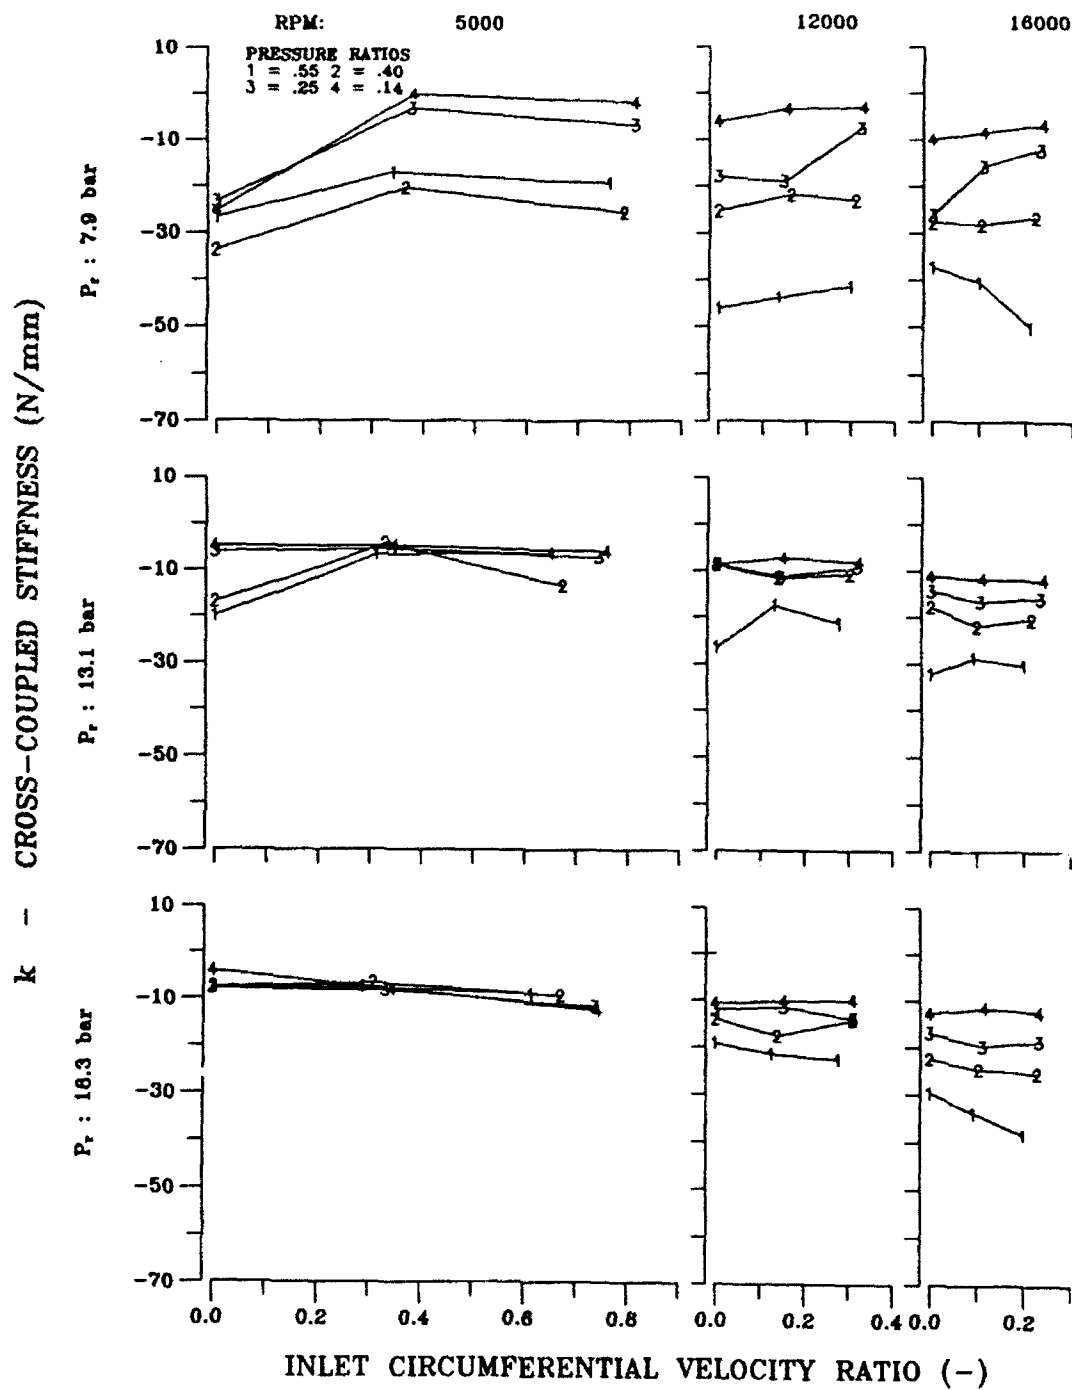 RPM: 5000 12000 16000
PRESSURE RATIOS
1 = .55 2 = .40
3 = .25 4 = .14
10
-10
-30
-50
-70
P_r : 7.9 bar
10
-10
-30
-50
-70
P_r : 13.1 bar
10
-10
-30
-50
-70
P_r : 18.3 bar
k - CROSS-COUPLED STIFFNESS (N/mm)
0.0 0.2 0.4 0.6 0.8 0.0 0.2 0.4 0.0 0.2
INLET CIRCUMFERENTIAL VELOCITY RATIO (-)